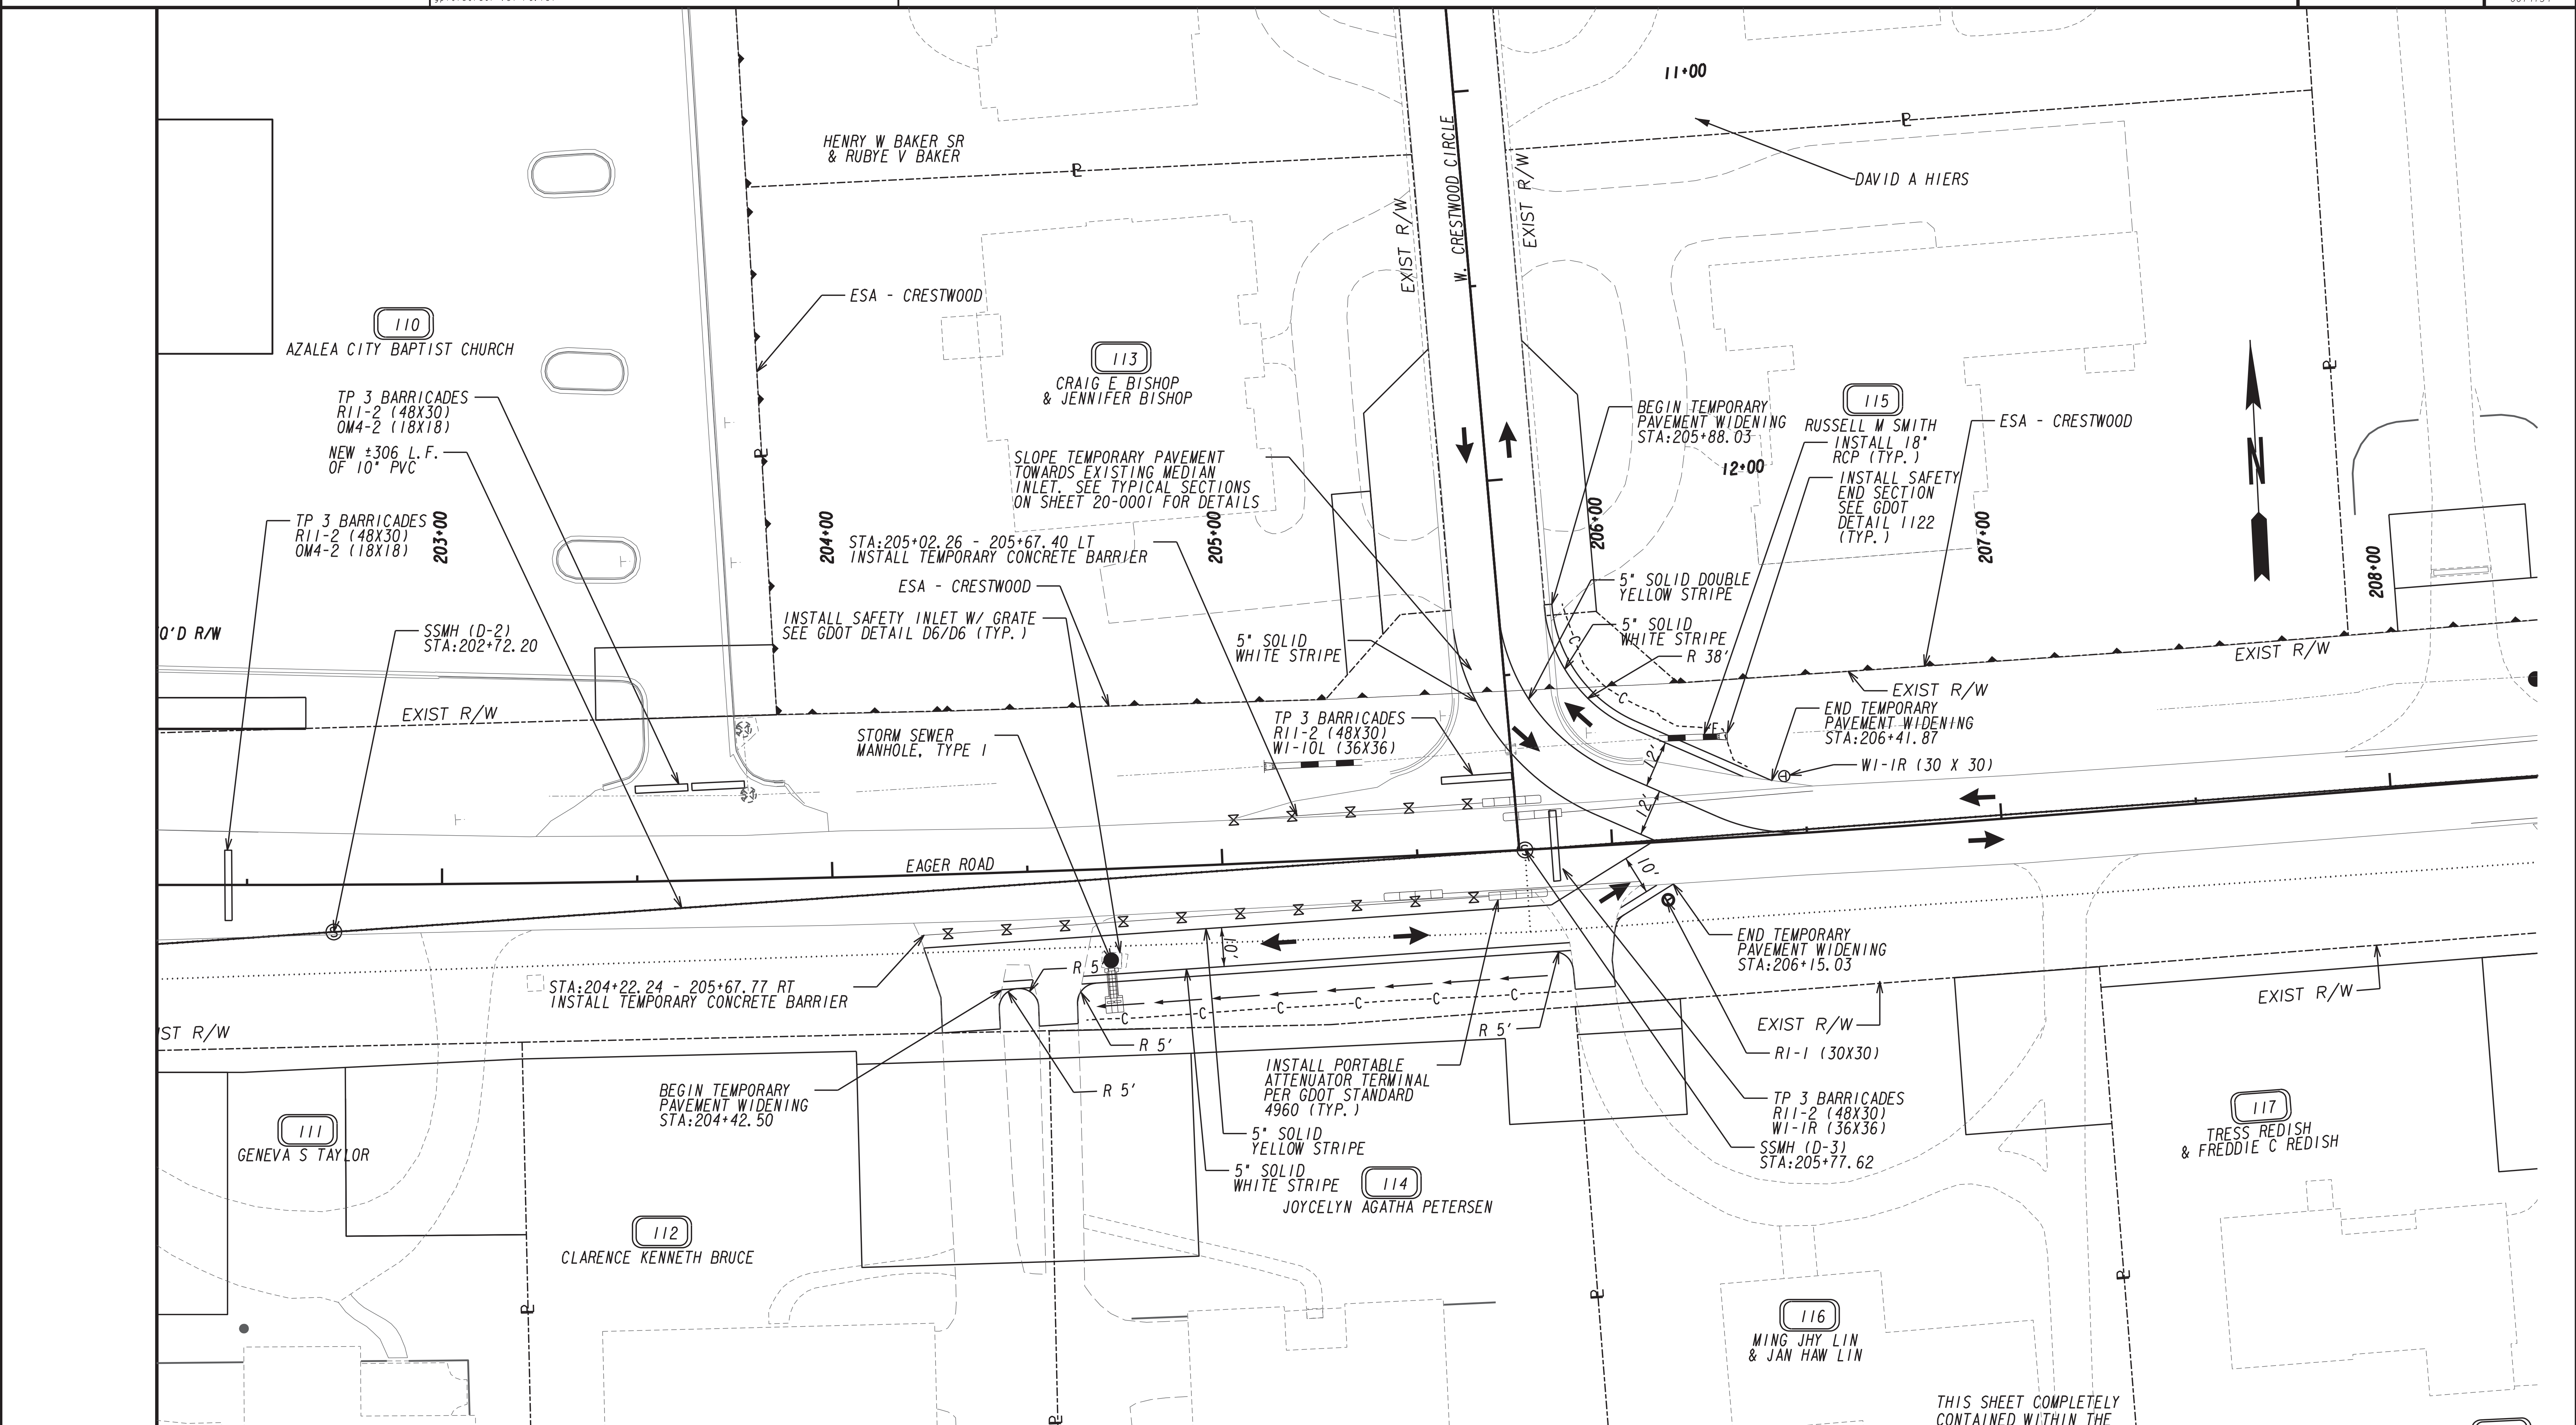 11+00
HENRY W BAKER SR
& RUBYE V BAKER
DAVID A HIERS
W. CRESTWOOD CIRCLE
EXIST R/W
EXIST R/W
ESA - CRESTWOOD
110
AZALEA CITY BAPTIST CHURCH
113
CRAIG E BISHOP
& JENNIFER BISHOP
TP 3 BARRICADES
R11-2 (48X30)
OM4-2 (18X18)
NEW ±306 L.F.
OF 10" PVC
TP 3 BARRICADES
R11-2 (48X30)
OM4-2 (18X18)
SLOPE TEMPORARY PAVEMENT
TOWARDS EXISTING MEDIAN
INLET. SEE TYPICAL SECTIONS
ON SHEET 20-0001 FOR DETAILS
BEGIN TEMPORARY
PAVEMENT WIDENING
STA:205+88.03
115
RUSSELL M SMITH
INSTALL 18"
RCP (TYP.)
12+00
INSTALL SAFETY
END SECTION
SEE GDOT
DETAIL 1122
(TYP.)
ESA - CRESTWOOD
N
203+00
204+00
205+00
206+00
207+00
208+00
STA:205+02.26 - 205+67.40 LT
INSTALL TEMPORARY CONCRETE BARRIER
ESA - CRESTWOOD
INSTALL SAFETY INLET W/ GRATE
SEE GDOT DETAIL D6/D6 (TYP.)
5" SOLID DOUBLE
YELLOW STRIPE
5" SOLID
WHITE STRIPE
5" SOLID
WHITE STRIPE
R 38'
Q'D R/W
SSMH (D-2)
STA:202+72.20
EXIST R/W
EXIST R/W
EXIST R/W
END TEMPORARY
PAVEMENT WIDENING
STA:206+41.87
TP 3 BARRICADES
R11-2 (48X30)
W1-10L (36X36)
STORM SEWER
MANHOLE, TYPE 1
W1-1R (30 X 30)
C
C
F
12'
12'
EAGER ROAD
10'
10'
R 5'
END TEMPORARY
PAVEMENT WIDENING
STA:206+15.03
STA:204+22.24 - 205+67.77 RT
INSTALL TEMPORARY CONCRETE BARRIER
C
C
C
C
C
C
IST R/W
R 5'
R 5'
R 5'
EXIST R/W
EXIST R/W
R1-1 (30X30)
BEGIN TEMPORARY
PAVEMENT WIDENING
STA:204+42.50
INSTALL PORTABLE
ATTENUATOR TERMINAL
PER GDOT STANDARD
4960 (TYP.)
TP 3 BARRICADES
R11-2 (48X30)
W1-1R (36X36)
SSMH (D-3)
STA:205+77.62
5" SOLID
YELLOW STRIPE
5" SOLID
WHITE STRIPE
111
GENEVA S TAYLOR
112
CLARENCE KENNETH BRUCE
114
JOYCELYN AGATHA PETERSEN
116
MING JHY LIN
& JAN HAW LIN
117
TRESS REDISH
& FREDDIE C REDISH
THIS SHEET COMPLETELY
CONTAINED WITHIN THE